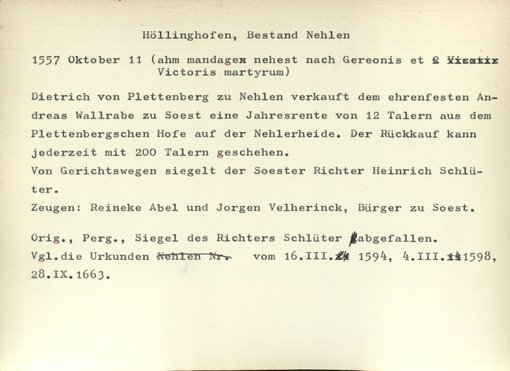 Höllinghofen, Bestand Nehlen
1557 Oktober 11 (ahm mandagen nehest nach Gereonis et
Victoris martyrum)
Dietrich von Plettenberg zu Nehlen verkauft dem ehrenfesten An-
dreas Wallrabe zu Soest eine Jahresrente von 12 Talern aus dem
Plettenbergschen Hofe auf der Nehlerheide. Der Rückkauf kann
jederzeit mit 200 Talern geschehen.
Von Gerichtswegen siegelt der Soester Richter Heinrich Schlü-
ter.
Zeugen: Reineke Abel und Jorgen Velherinck, Bürger zu Soest.
Orig., Perg., Siegel des Richters Schlüter abgefallen.
Vgl.die Urkunden Nehlen Nr. vom 16.III. 1594, 4.III. 1598,
28.IX.1663.